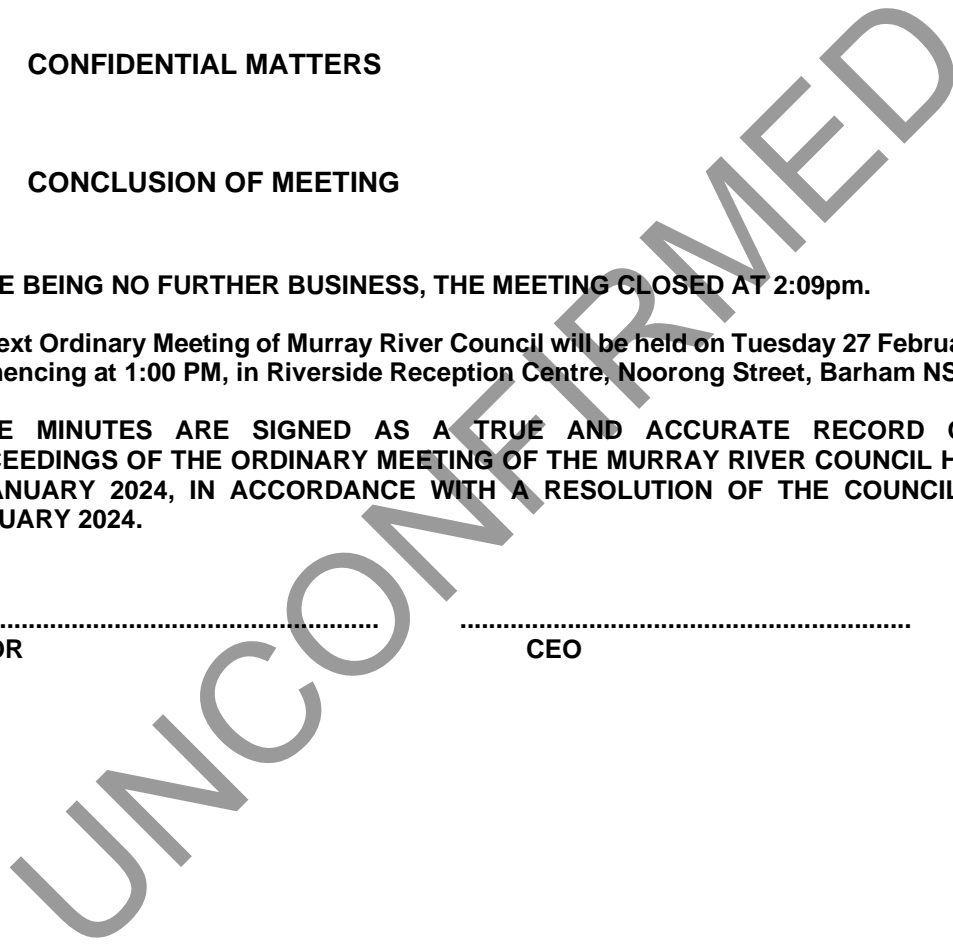 CONFIDENTIAL MATTERS
CONCLUSION OF MEETING
E BEING NO FURTHER BUSINESS, THE MEETING CLOSED AT 2:09pm.
ext Ordinary Meeting of Murray River Council will be held on Tuesday 27 Februa
encing at 1:00 PM, in Riverside Reception Centre, Noorong Street, Barham NS
E MINUTES ARE SIGNED AS A TRUE AND ACCURATE RECORD
CEEDINGS OF THE ORDINARY MEETING OF THE MURRAY RIVER COUNCIL H
ANUARY 2024, IN ACCORDANCE WITH A RESOLUTION OF THE COUNCIL
UARY 2024.
OR CEO
UNCONFIRMED